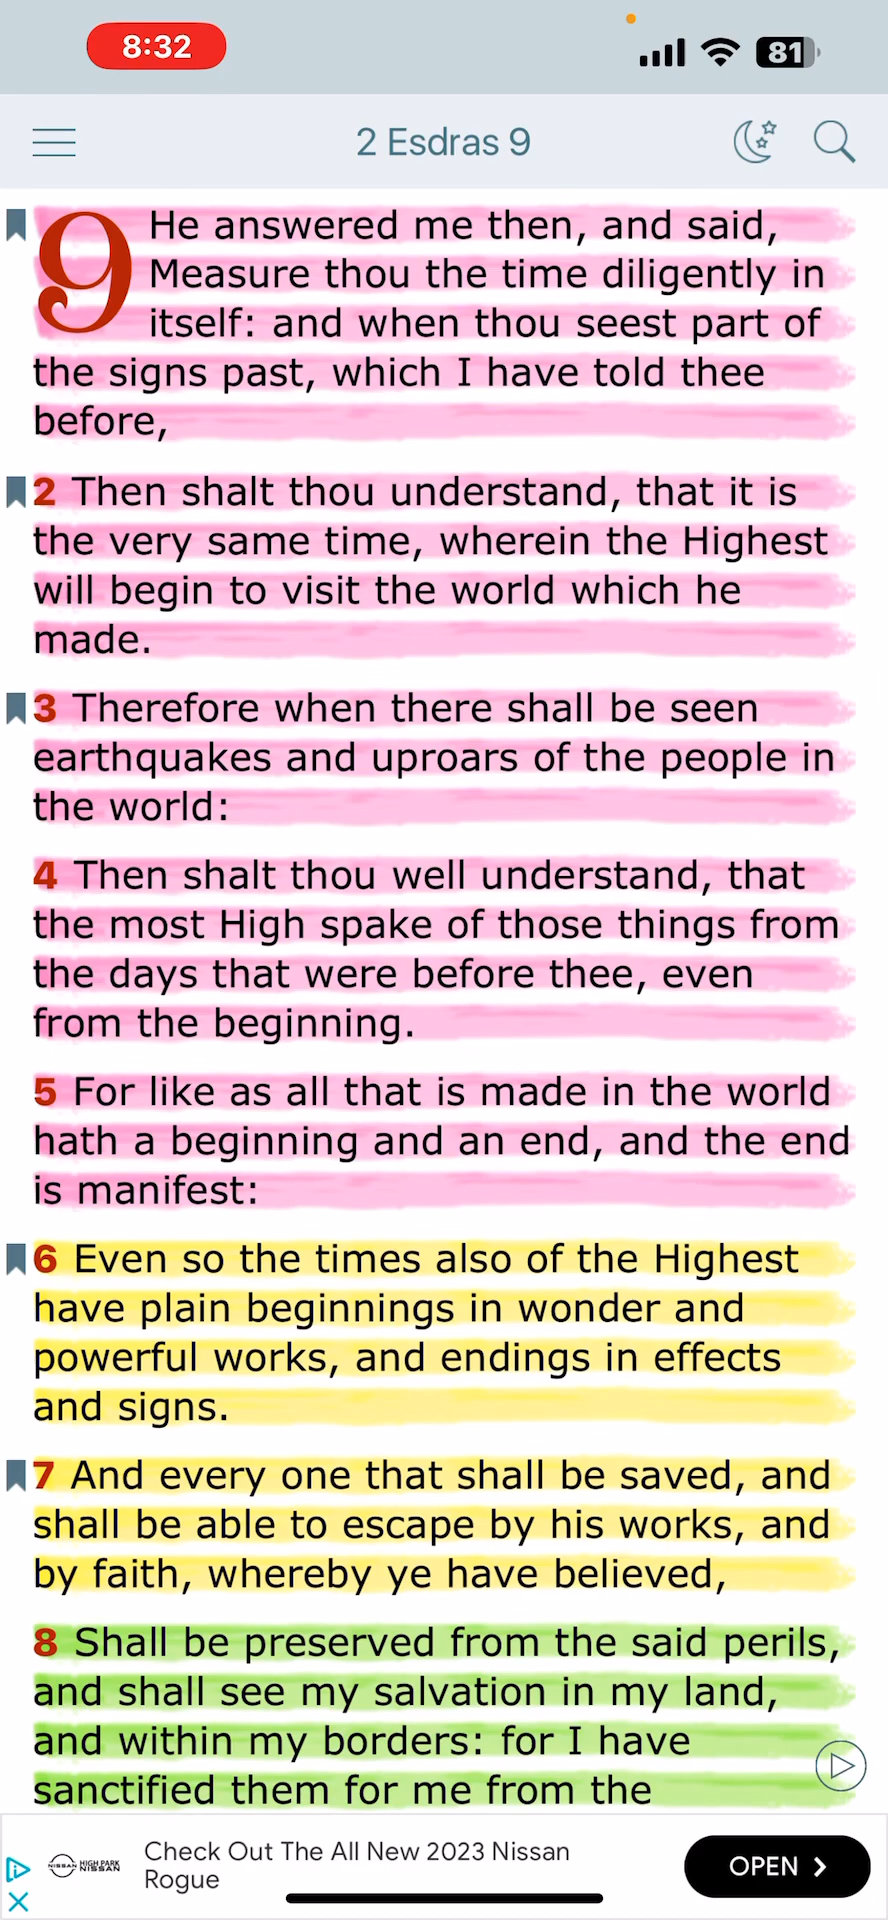 8:32
81
2 Esdras 9
9 He answered me then, and said,
Measure thou the time diligently in
itself: and when thou seest part of
the signs past, which I have told thee
before,
2 Then shalt thou understand, that it is
the very same time, wherein the Highest
will begin to visit the world which he
made.
3 Therefore when there shall be seen
earthquakes and uproars of the people in
the world:
4 Then shalt thou well understand, that
the most High spake of those things from
the days that were before thee, even
from the beginning.
5 For like as all that is made in the world
hath a beginning and an end, and the end
is manifest:
6 Even so the times also of the Highest
have plain beginnings in wonder and
powerful works, and endings in effects
and signs.
7 And every one that shall be saved, and
shall be able to escape by his works, and
by faith, whereby ye have believed,
8 Shall be preserved from the said perils,
and shall see my salvation in my land,
and within my borders: for I have
sanctified them for me from the
NISSAN
HIGH PARK
NISSAN
Check Out The All New 2023 Nissan
Rogue
OPEN